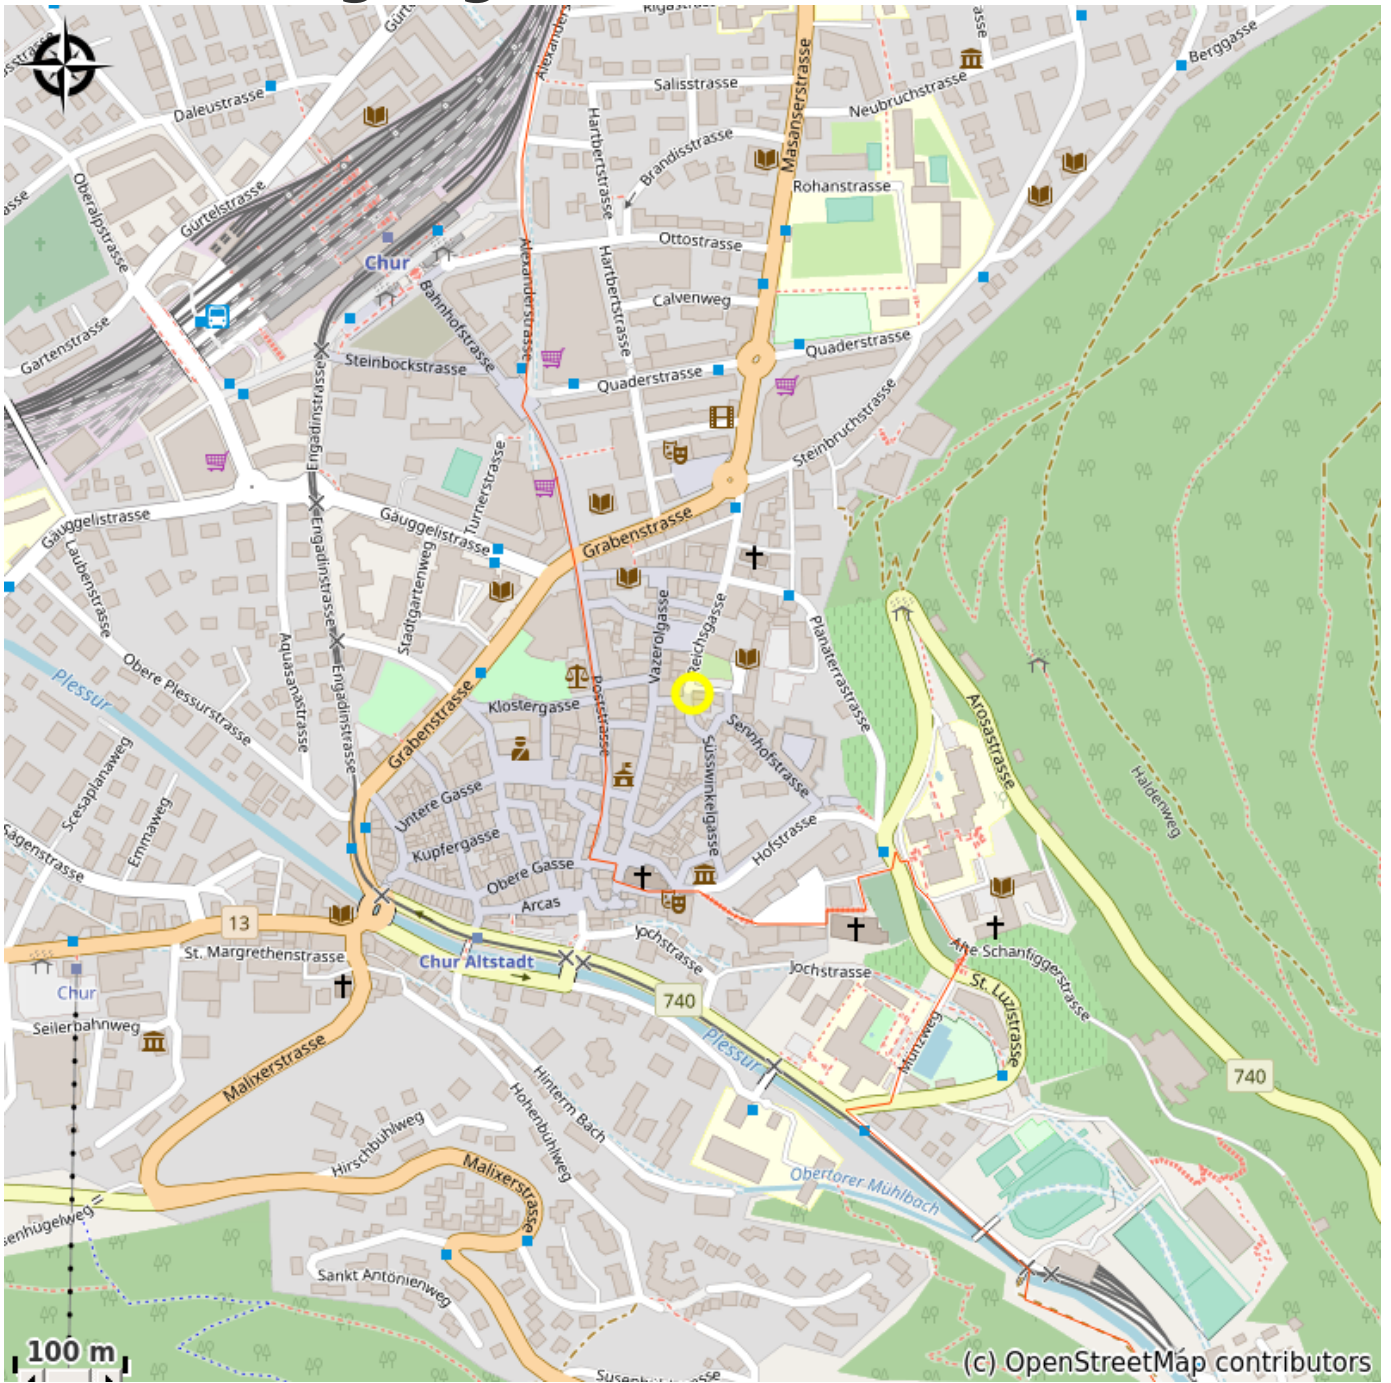 Rigastrasse
Gürtelstrasse
Berggasse
Daleustrasse
Salisstrasse
Neubruchstrasse
Masanserstrasse
Hartbertstrasse
Brandisstrasse
Rohanstrasse
Oberalpstrasse
Gürtelstrasse
Ottostrasse
Chur
Alexanderstrasse
Hartbertstrasse
Bahnhofstrasse
Calvenweg
Gartenstrasse
Steinbockstrasse
Quaderstrasse
Quaderstrasse
Engadinstrasse
Steinbruchstrasse
Turnerstrasse
Gäuggelistrasse
Gäuggelistrasse
Grabenstrasse
Engadinstrasse
Laubenstrasse
Stadtgartenweg
Vazerolgasse
Reichsgasse
Planaterrastrasse
Aquasanastrasse
Obere Plessurstrasse
Plessur
Engadinstrasse
Klostergasse
Poststrasse
Grabenstrasse
Süsswinkelgasse
Sennhofstrasse
Arosastrasse
Haldenweg
Scesaplanaweg
Emmaweg
Untere Gasse
Kupfergasse
Hofstrasse
Sägenstrasse
Obere Gasse
Arcas
13
St. Margrethenstrasse
Chur Altstadt
Jochstrasse
Jochstrasse
Alte Schanfiggerstrasse
St. Luzistrasse
Chur
740
Seilerbahnweg
Plessur
Münzweg
740
Malixerstrasse
Hinterm Bach
Hohenbühlweg
Hirschbühlweg
Malixerstrasse
Obertorer Mühlbach
senhügelweg
Sankt Antönienweg
100 m
(c) OpenStreetMap contributors